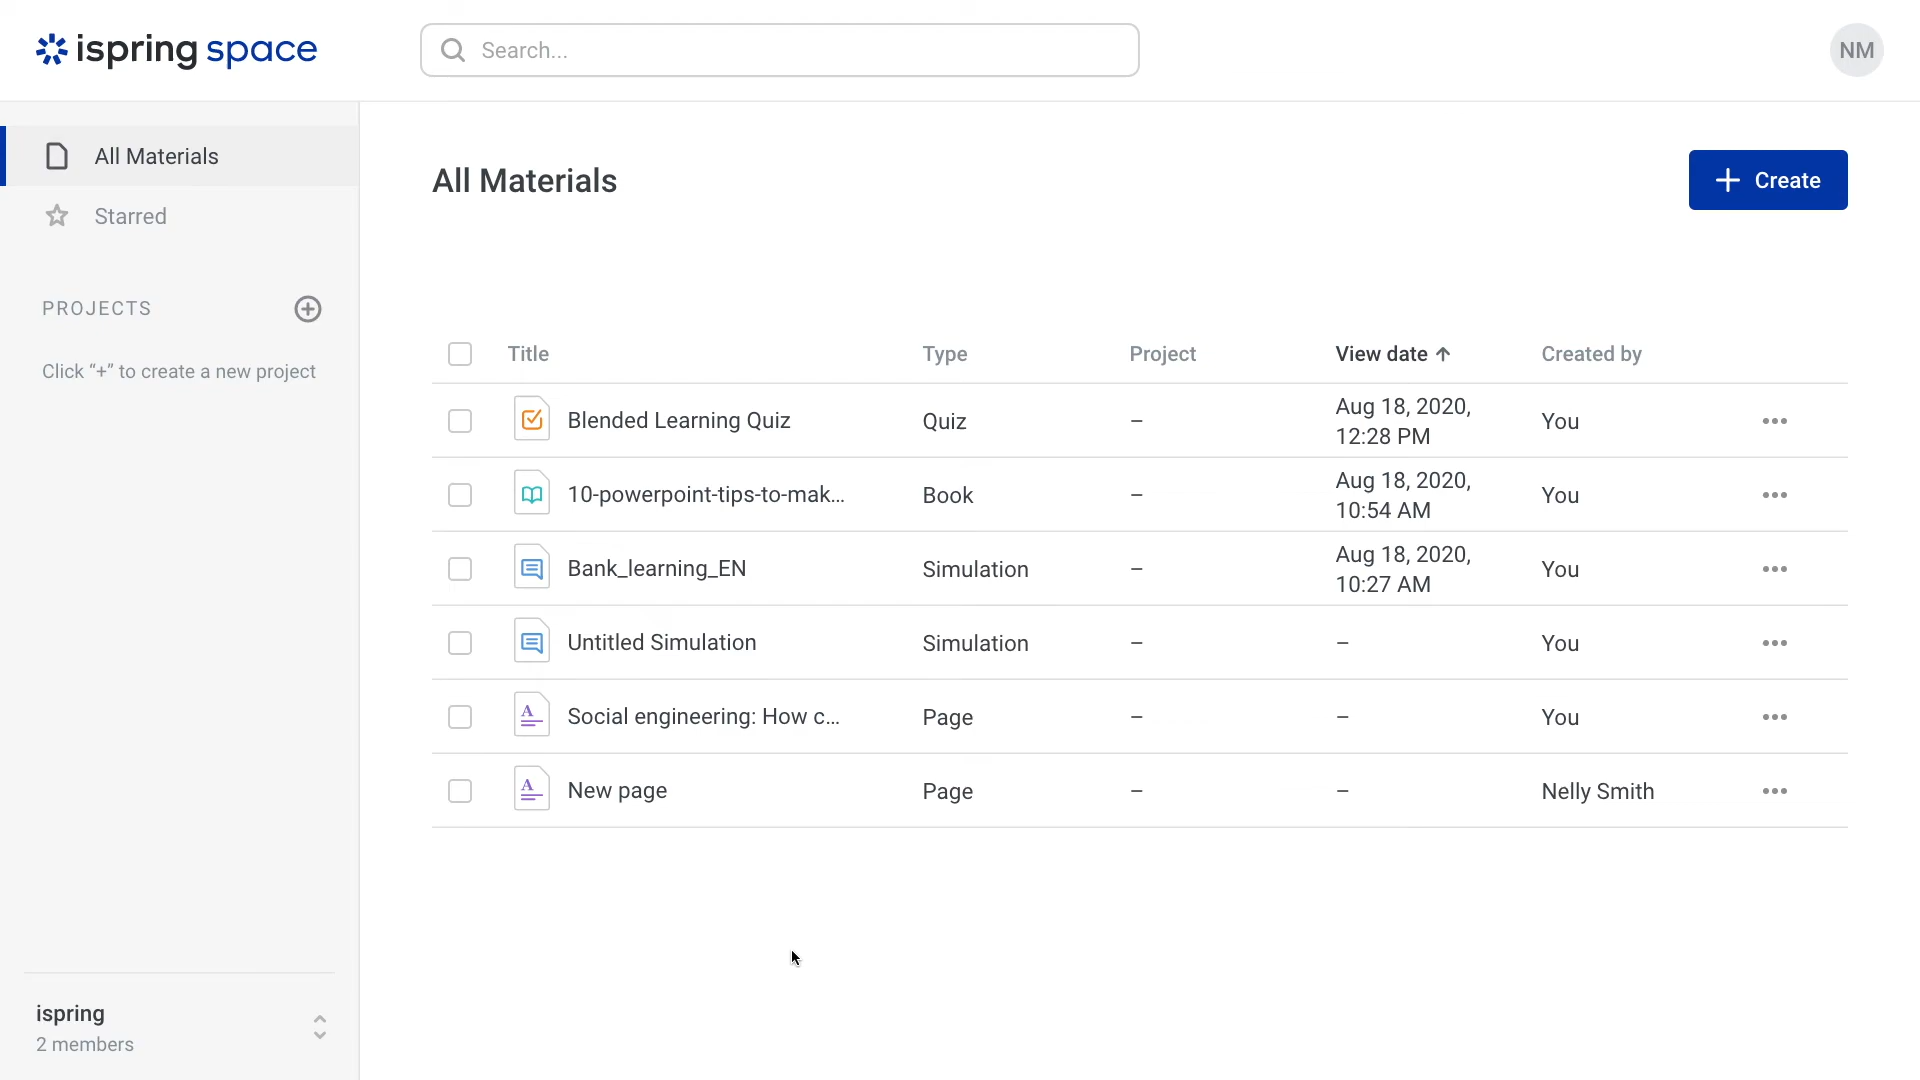 ispring space
Search...
NM
All Materials
Starred
PROJECTS
Click “+” to create a new project
All Materials
Create
Title Type Project View date Created by
Blended Learning Quiz Quiz – Aug 18, 2020, 12:28 PM You
10-powerpoint-tips-to-mak... Book – Aug 18, 2020, 10:54 AM You
Bank_learning_EN Simulation – Aug 18, 2020, 10:27 AM You
Untitled Simulation Simulation – – You
Social engineering: How c... Page – – You
New page Page – – Nelly Smith
ispring
2 members